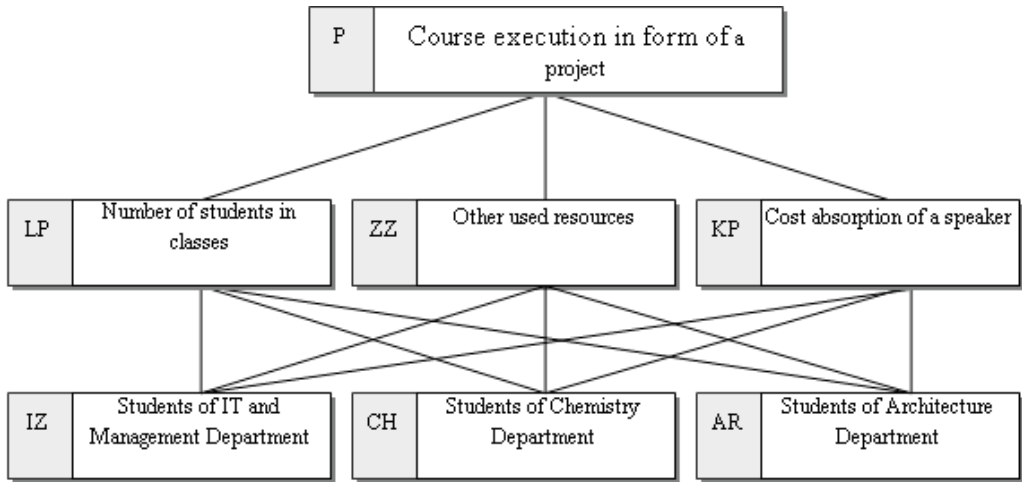 P
Course execution in form of a
project
LP
Number of students in
classes
ZZ
Other used resources
KP
Cost absorption of a speaker
IZ
Students of IT and
Management Department
CH
Students of Chemistry
Department
AR
Students of Architecture
Department